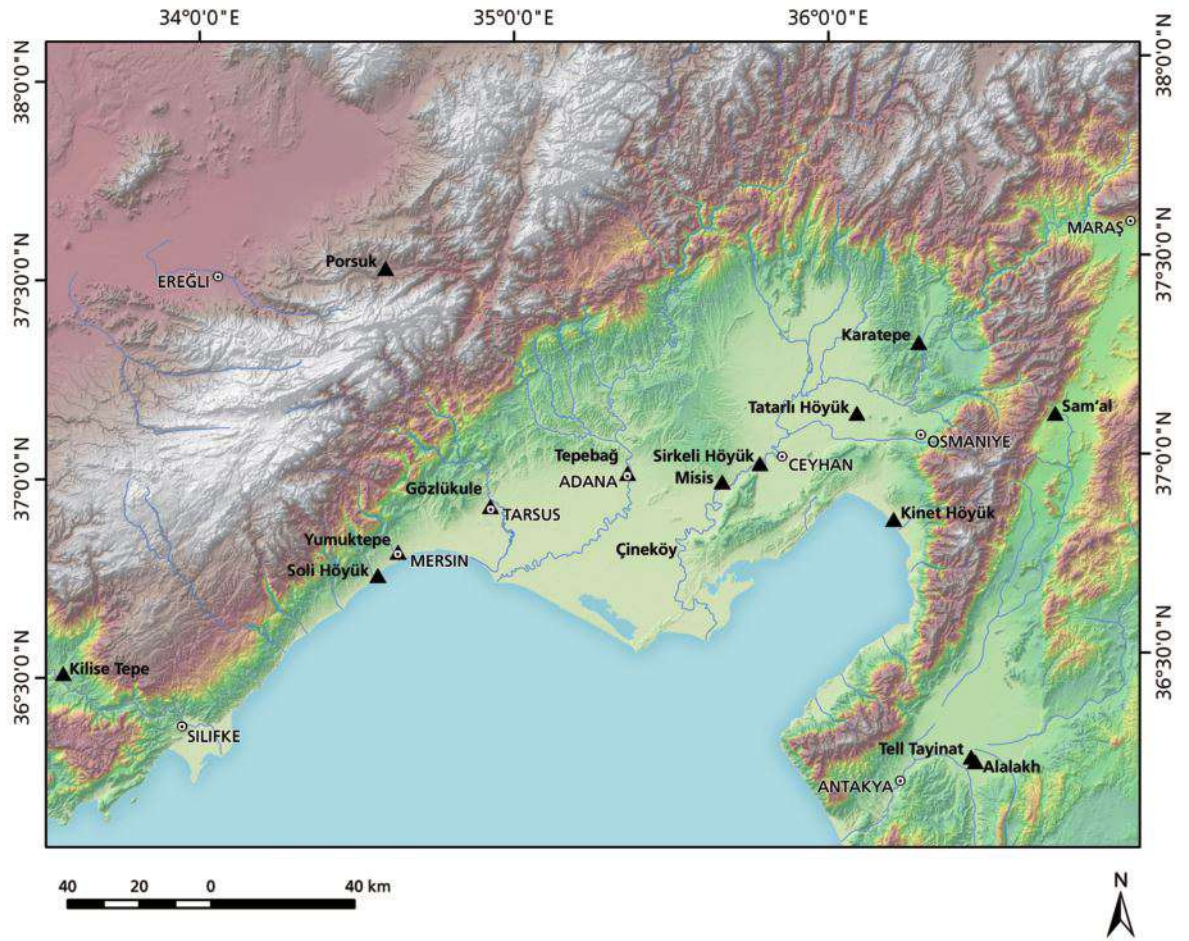 34°0'0"E
35°0'0"E
36°0'0"E
38°0'0"N
38°0'0"N
MARAŞ
Porsuk
EREĞLI
37°30'0"N
37°30'0"N
Karatepe
Tatarlı Höyük
Sam'al
OSMANIYE
Tepebağ
Sirkeli Höyük
CEYHAN
37°0'0"N
37°0'0"N
ADANA
Misis
Gözlükule
TARSUS
Kinet Höyük
Yumuktepe
MERSIN
Çineköy
Soli Höyük
36°30'0"N
36°30'0"N
Kilise Tepe
SILIFKE
Tell Tayinat
Alalakh
ANTAKYA
40 20 0 40 km
N